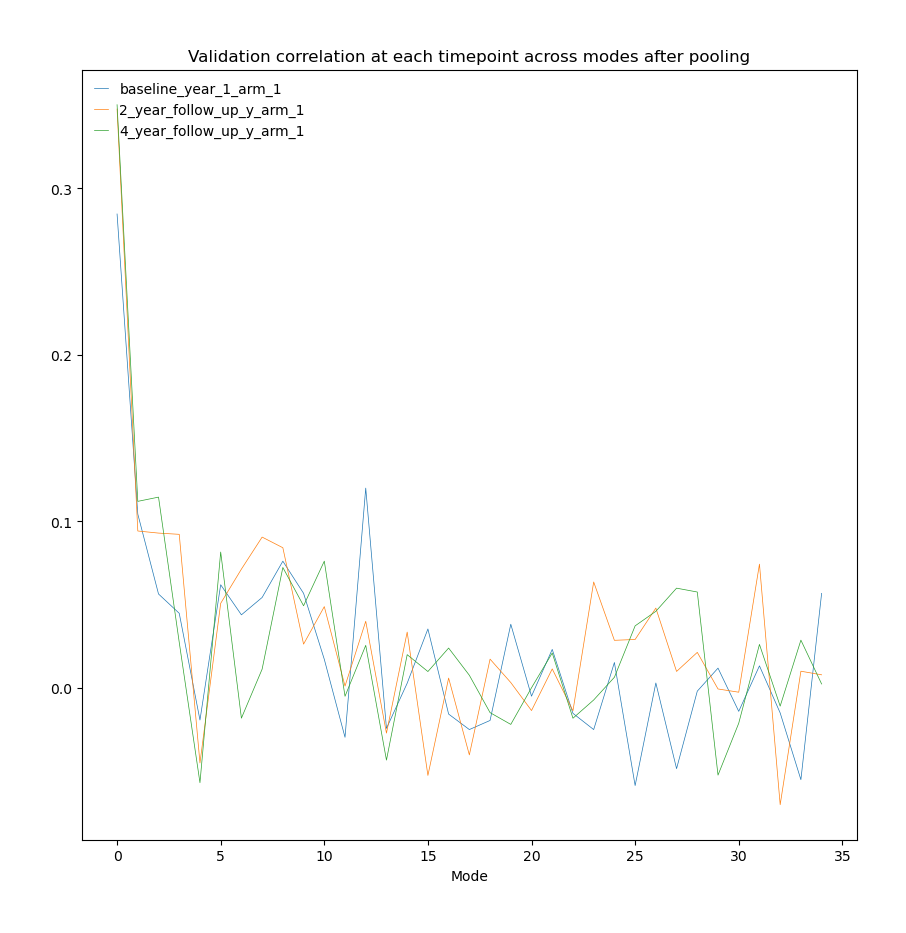 Validation correlation at each timepoint across modes after pooling
baseline_year_1_arm_1
2_year_follow_up_y_arm_1
4_year_follow_up_y_arm_1
0.3
0.2
0.1
0.0
0 5 10 15 20 25 30 35
Mode